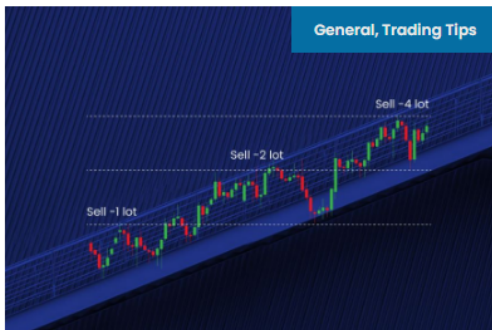 General, Trading Tips
Sell -4 lot
Sell -2 lot
Sell -1 lot